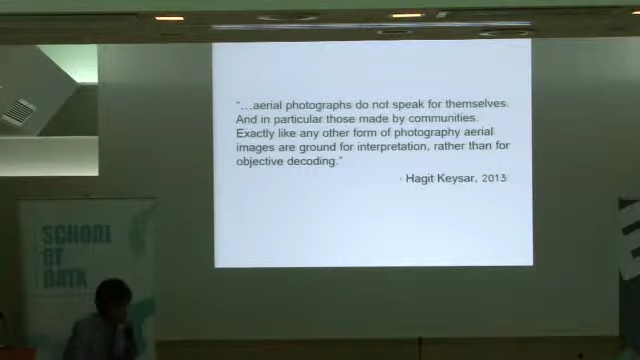 "...aerial photographs do not speak for themselves.
And in particular those made by communities.
Exactly like any other form of photography aerial
images are ground for interpretation, rather than for
objective decoding."
- Hagit Keysar, 2013
SCHOOL
OF
DATA